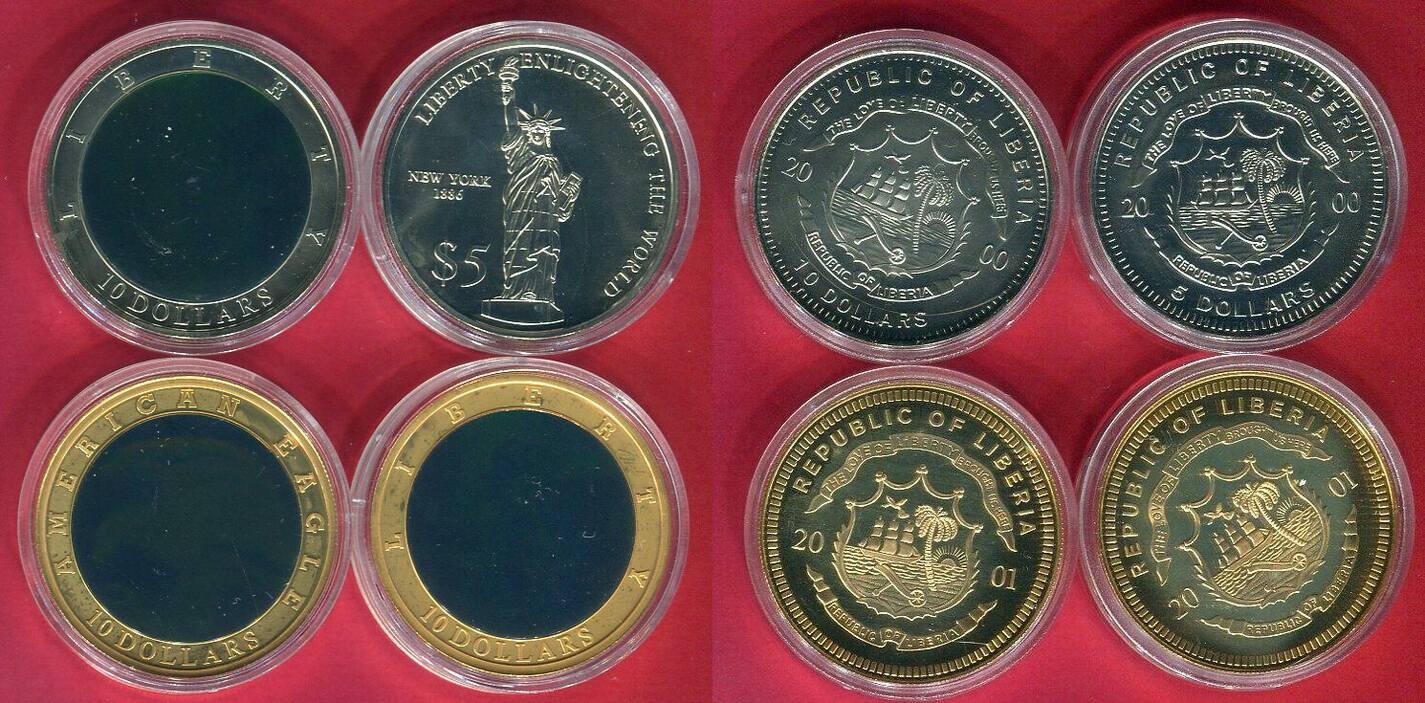 LIBERTY
10 DOLLARS
LIBERTY ENLIGHTENING THE WORLD
NEW YORK
1886
$5
REPUBLIC OF LIBERIA
THE LOVE OF LIBERTY BROUGHT US HERE
20 00
REPUBLIC OF LIBERIA
10 DOLLARS
REPUBLIC OF LIBERIA
THE LOVE OF LIBERTY BROUGHT US HERE
20 00
REPUBLIC OF LIBERIA
5 DOLLARS
AMERICAN EAGLE
10 DOLLARS
LIBERTY
10 DOLLARS
REPUBLIC OF LIBERIA
THE LOVE OF LIBERTY BROUGHT US HERE
20 01
REPUBLIC OF LIBERIA
REPUBLIC OF LIBERIA
THE LOVE OF LIBERTY BROUGHT US HERE
20 01
REPUBLIC OF LIBERIA